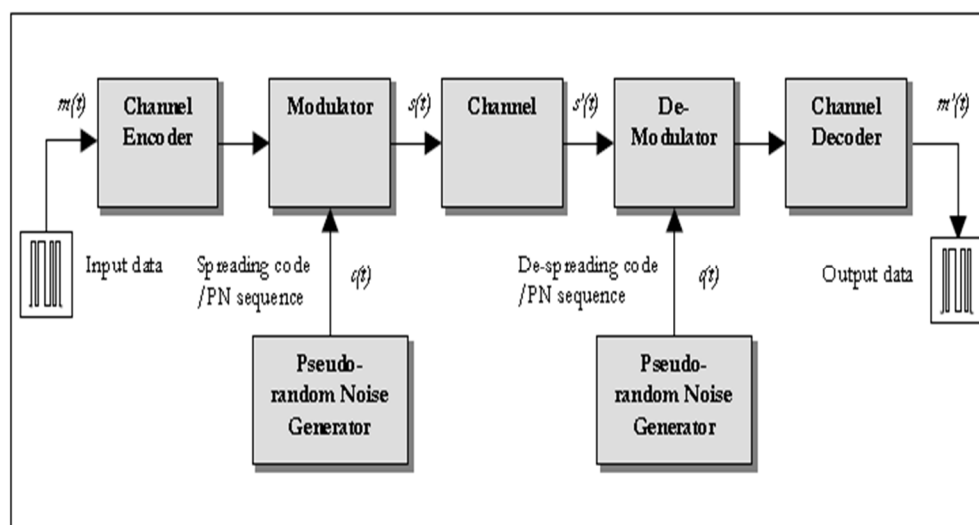 m(t)
Channel
Encoder
Modulator
s(t)
Channel
s'(t)
De-
Modulator
Channel
Decoder
m'(t)
Input data
Spreading code
/PN sequence
c(t)
De-spreading code
/PN sequence
c(t)
Output data
Pseudo-
random Noise
Generator
Pseudo-
random Noise
Generator